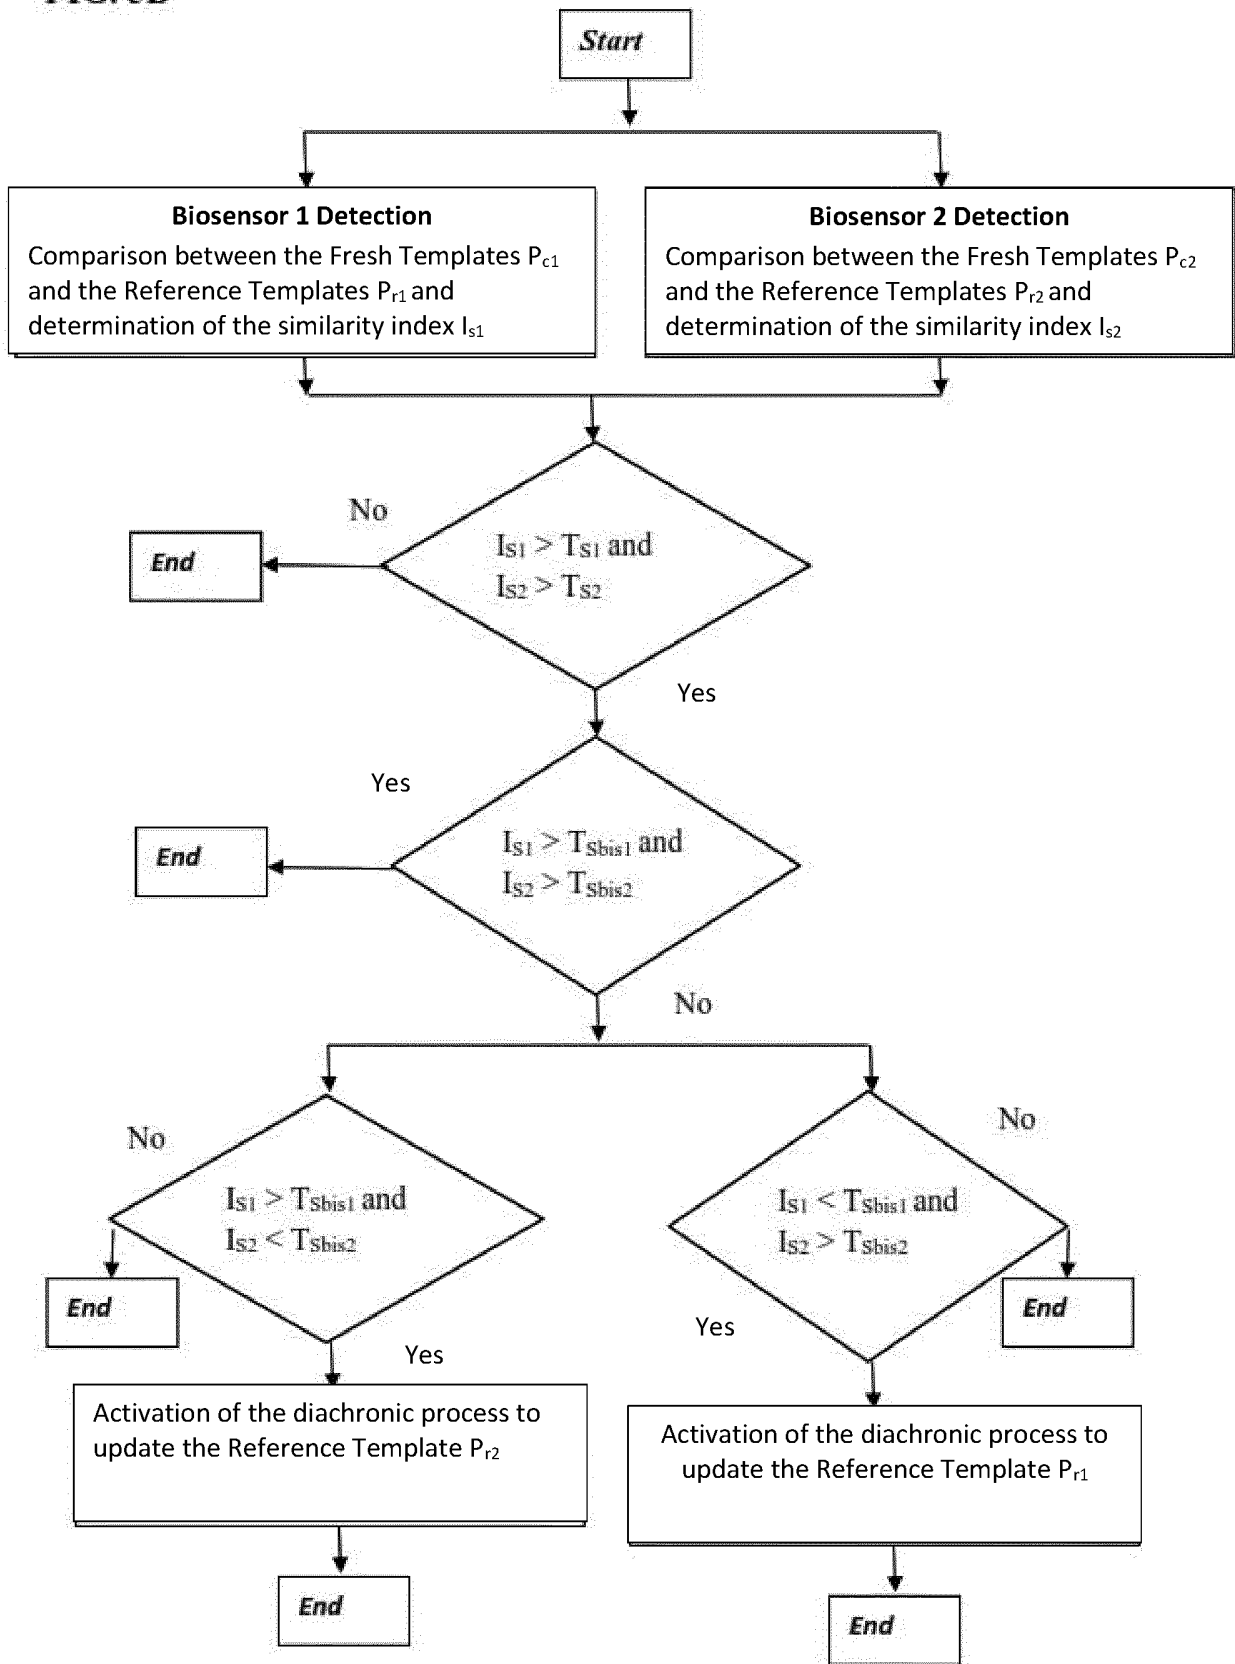 Start
Biosensor 1 Detection
Comparison between the Fresh Templates Pc1
and the Reference Templates Pr1 and
determination of the similarity index Is1
Biosensor 2 Detection
Comparison between the Fresh Templates Pc2
and the Reference Templates Pr2 and
determination of the similarity index Is2
No
IS1 > TS1 and
IS2 > TS2
End
Yes
Yes
IS1 > TSbis1 and
IS2 > TSbis2
End
No
No
IS1 > TSbis1 and
IS2 < TSbis2
End
Yes
No
IS1 < TSbis1 and
IS2 > TSbis2
End
Yes
Activation of the diachronic process to
update the Reference Template Pr2
Activation of the diachronic process to
update the Reference Template Pr1
End
End